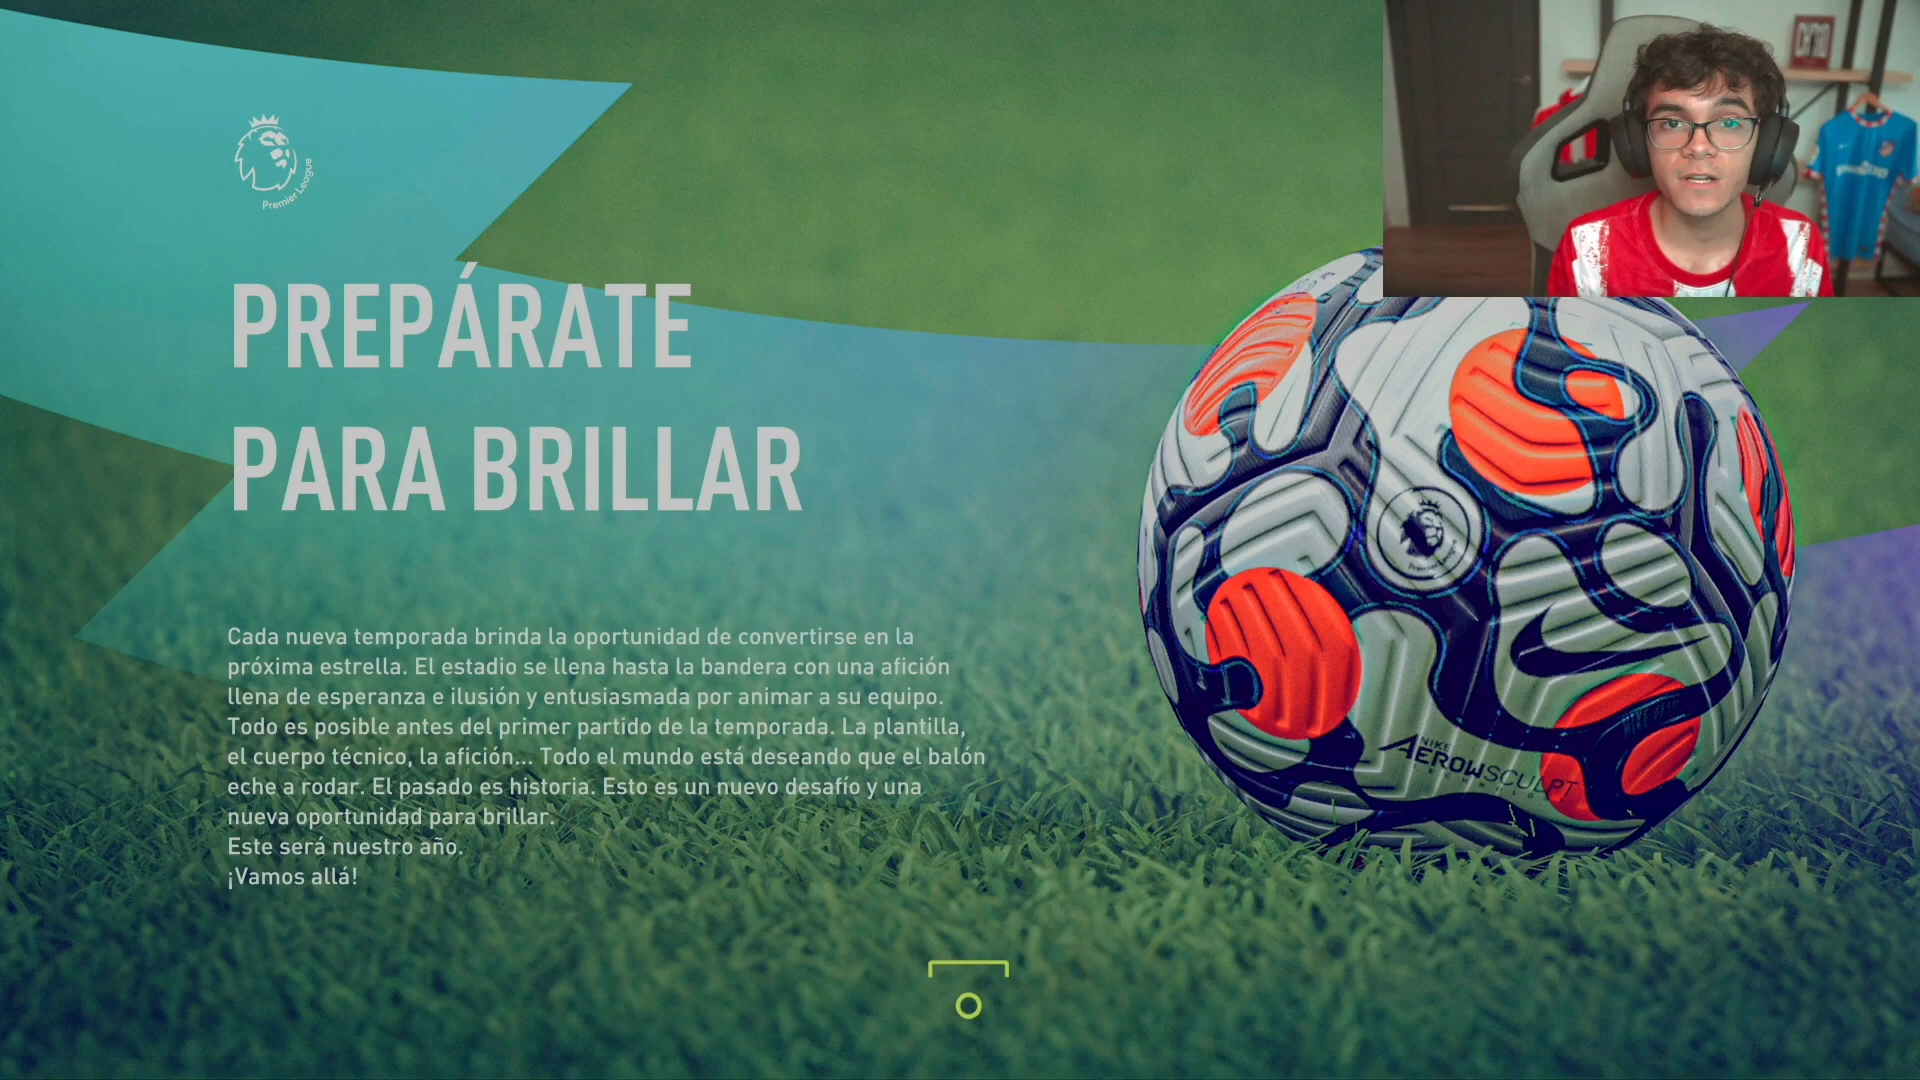 Premier League
PREPÁRATE
PARA BRILLAR
Cada nueva temporada brinda la oportunidad de convertirse en la
próxima estrella. El estadio se llena hasta la bandera con una afición
llena de esperanza e ilusión y entusiasmada por animar a su equipo.
Todo es posible antes del primer partido de la temporada. La plantilla,
el cuerpo técnico, la afición... Todo el mundo está deseando que el balón
eche a rodar. El pasado es historia. Esto es un nuevo desafío y una
nueva oportunidad para brillar.
Este será nuestro año.
¡Vamos allá!
Premier League
NIKE
AEROWSCULPT